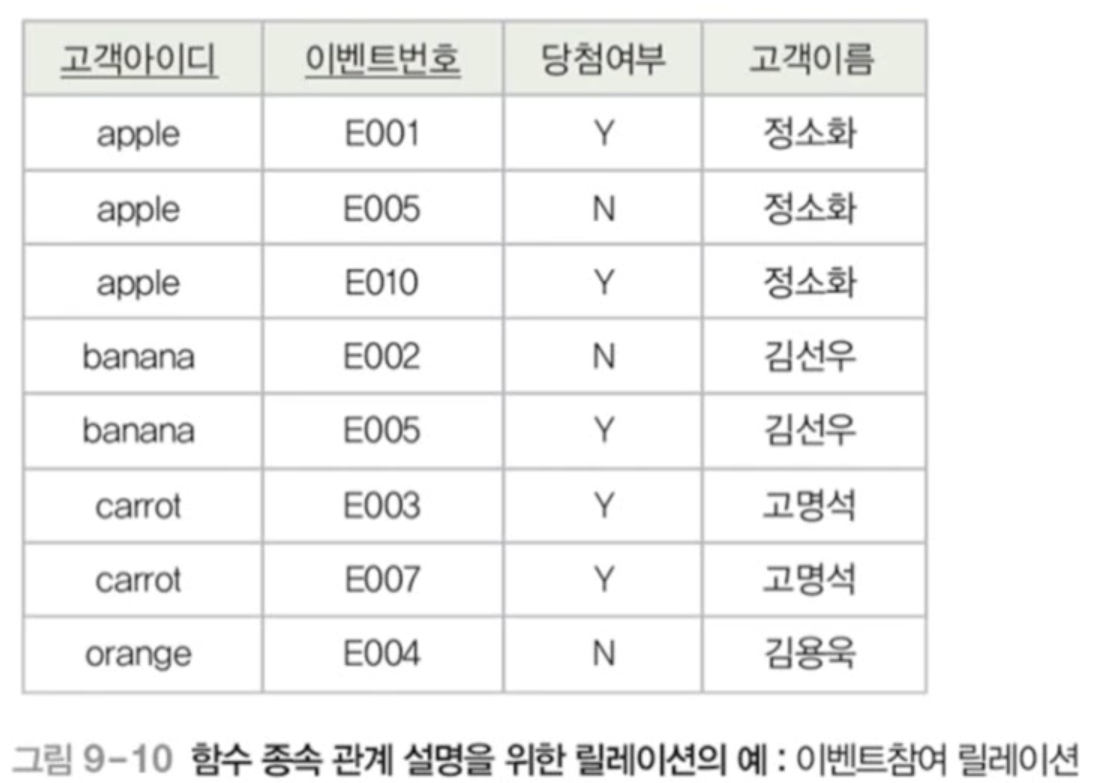 고객아이디 이벤트번호 당첨여부 고객이름
apple E001 Y 정소화
apple E005 N 정소화
apple E010 Y 정소화
banana E002 N 김선우
banana E005 Y 김선우
carrot E003 Y 고명석
carrot E007 Y 고명석
orange E004 N 김용욱
그림 9-10 함수 종속 관계 설명을 위한 릴레이션의 예 : 이벤트참여 릴레이션